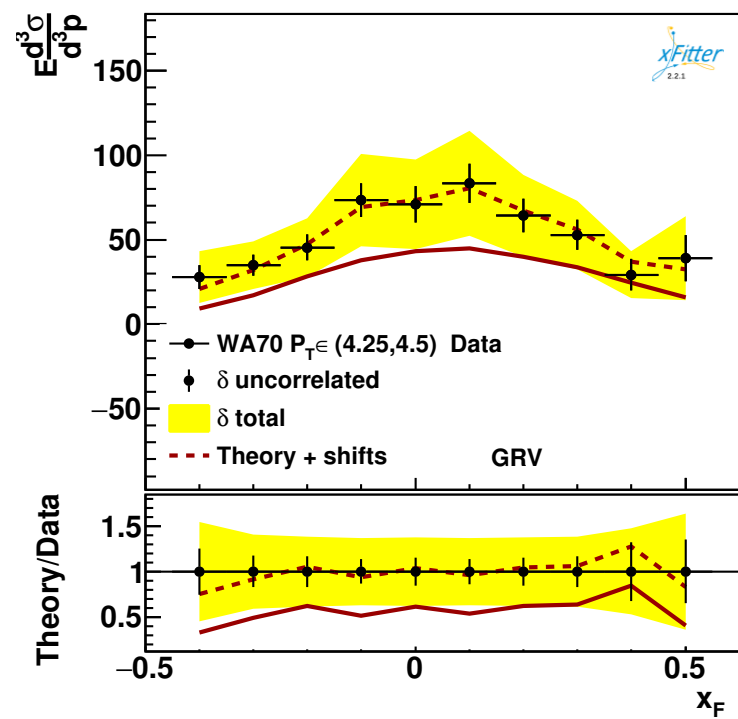 E d³σ/d³p
xFitter
2.2.1
150
100
50
0
−50
WA70 P_T∈ (4.25,4.5) Data
δ uncorrelated
δ total
Theory + shifts GRV
Theory/Data
1.5
1
0.5
−0.5 0 0.5
x_F